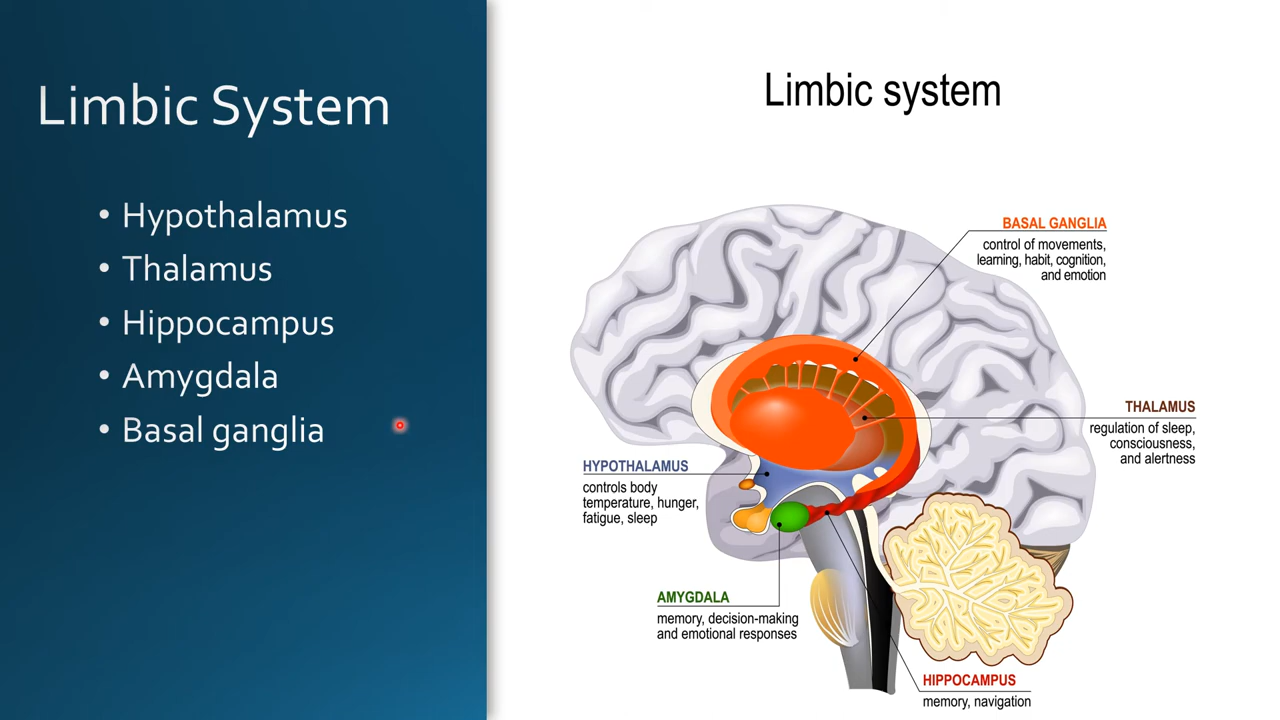 Limbic System
• Hypothalamus
• Thalamus
• Hippocampus
• Amygdala
• Basal ganglia
Limbic system
BASAL GANGLIA
control of movements,
learning, habit, cognition,
and emotion
THALAMUS
regulation of sleep,
consciousness,
and alertness
HYPOTHALAMUS
controls body
temperature, hunger,
fatigue, sleep
AMYGDALA
memory, decision-making
and emotional responses
HIPPOCAMPUS
memory, navigation